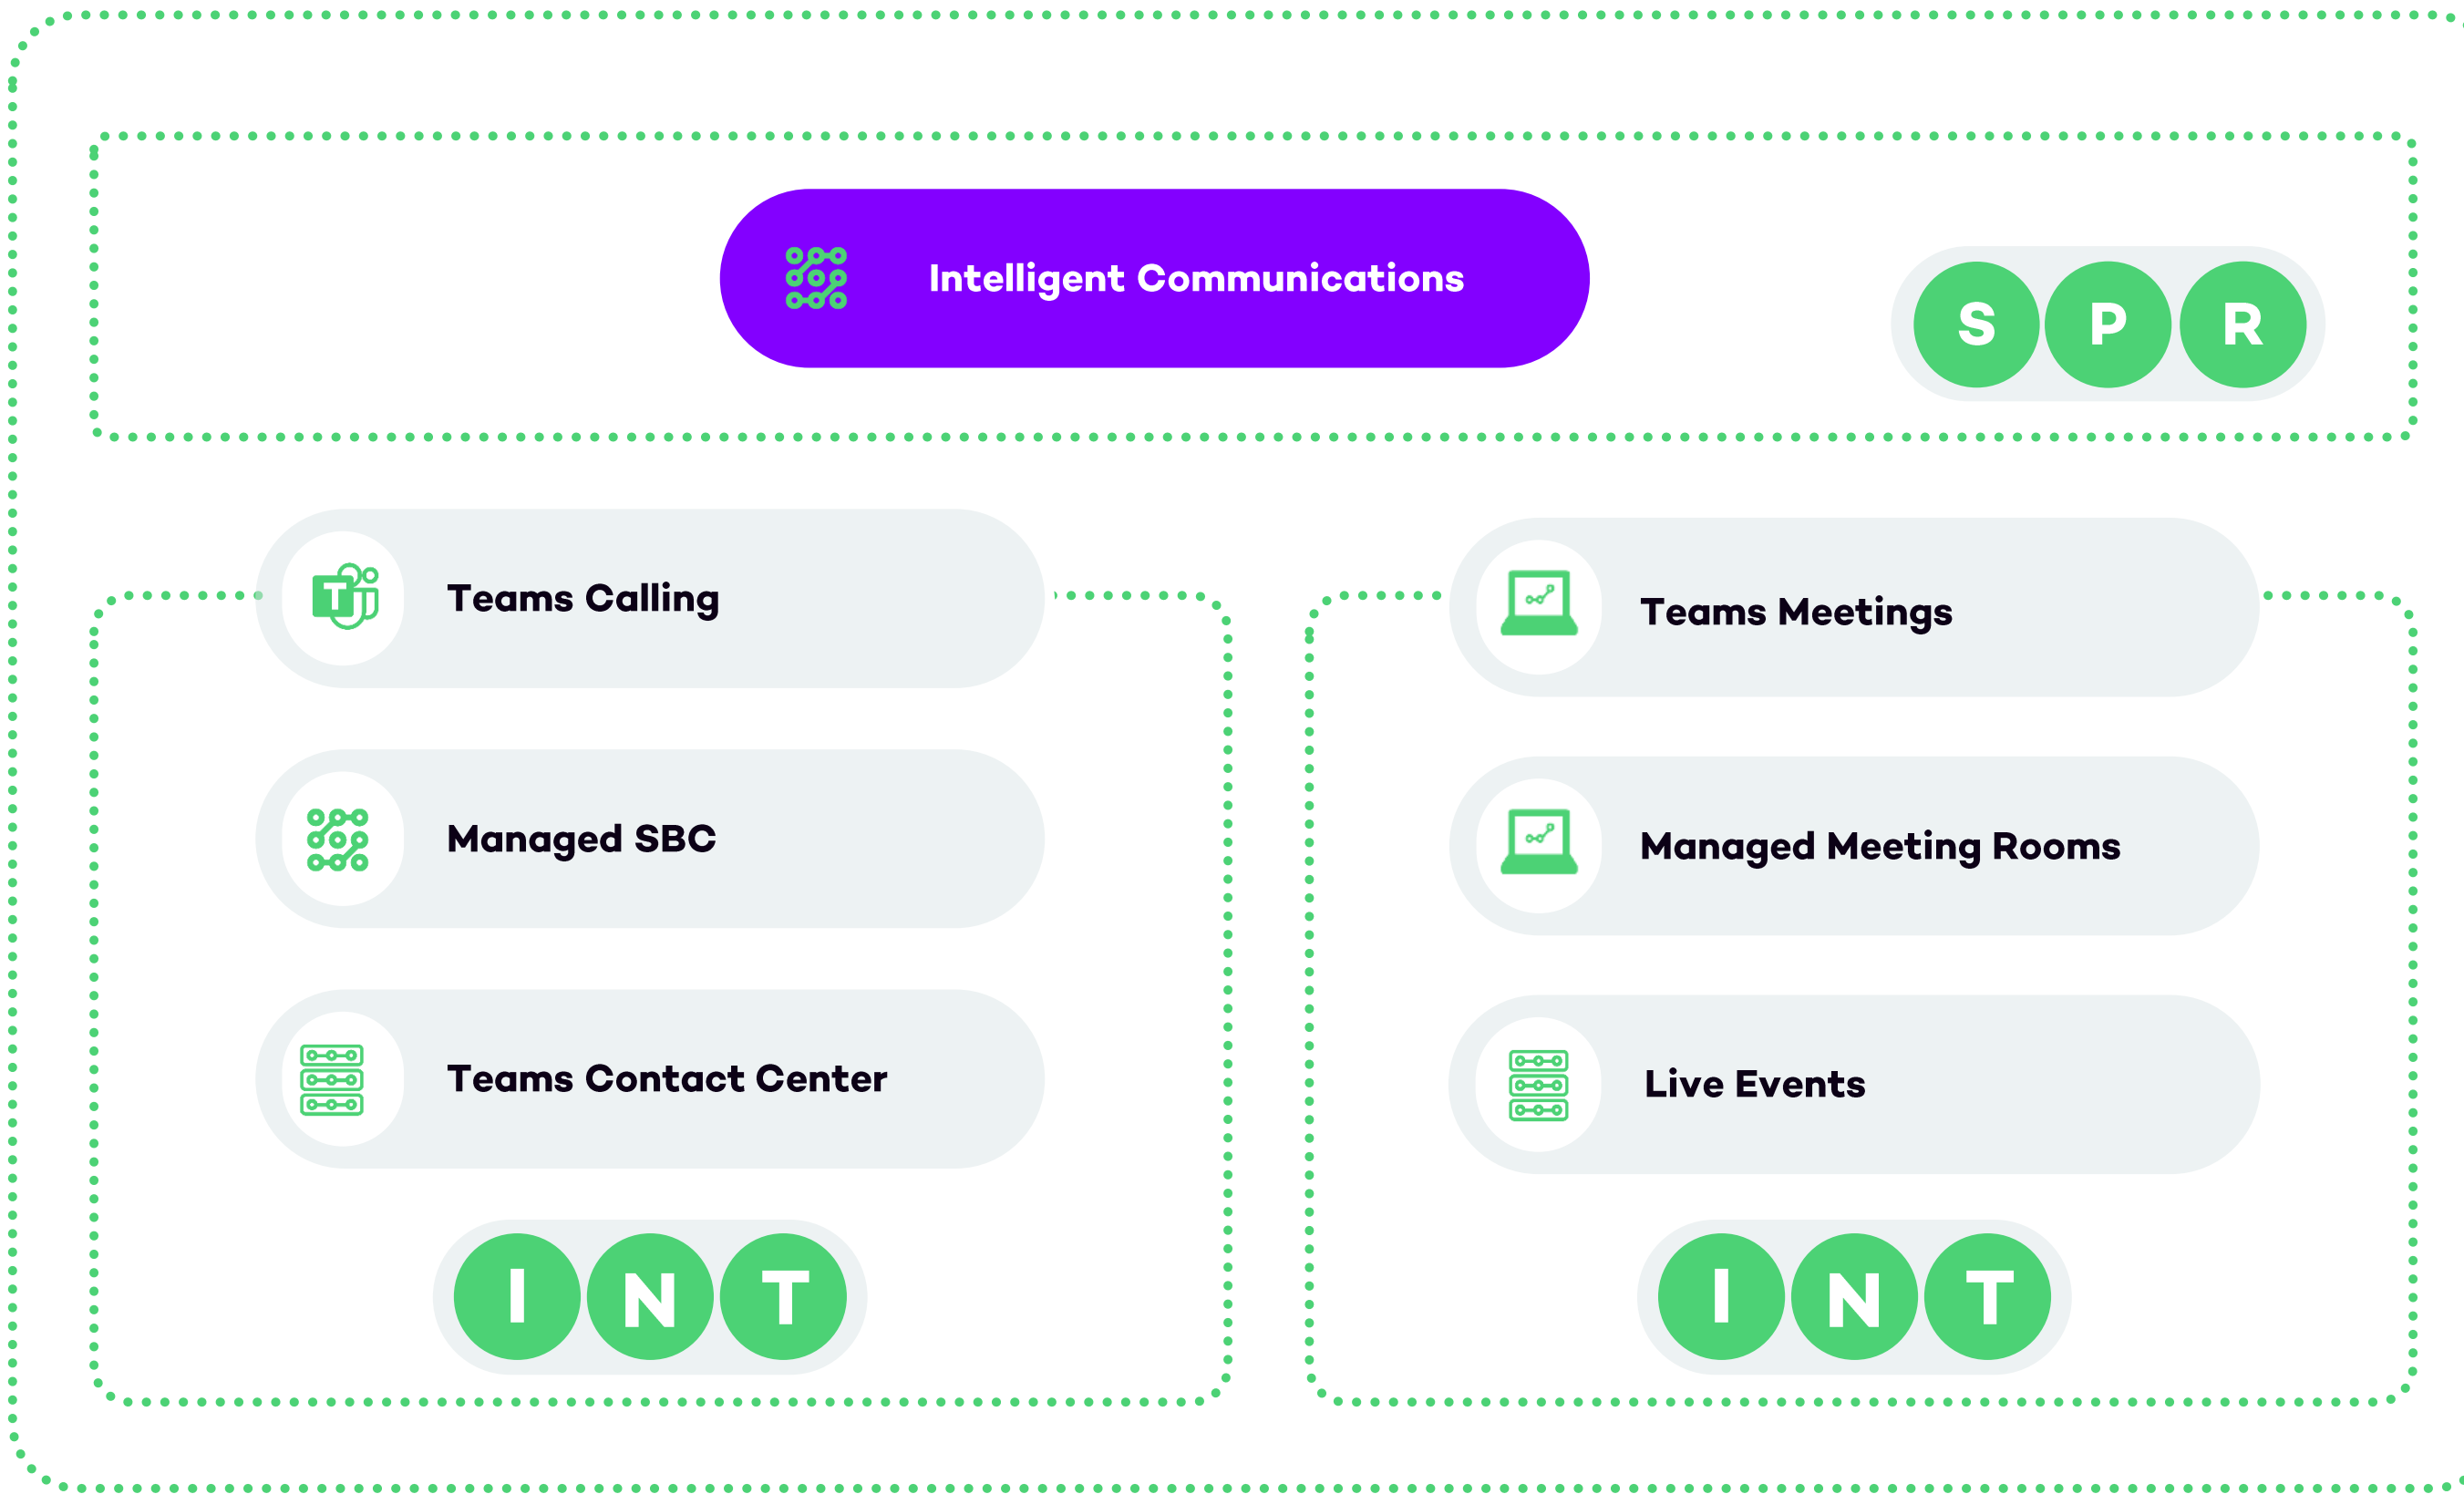 Intelligent Communications
S P R
Teams Calling
Managed SBC
Teams Contact Center
I N T
Teams Meetings
Managed Meeting Rooms
Live Events
I N T